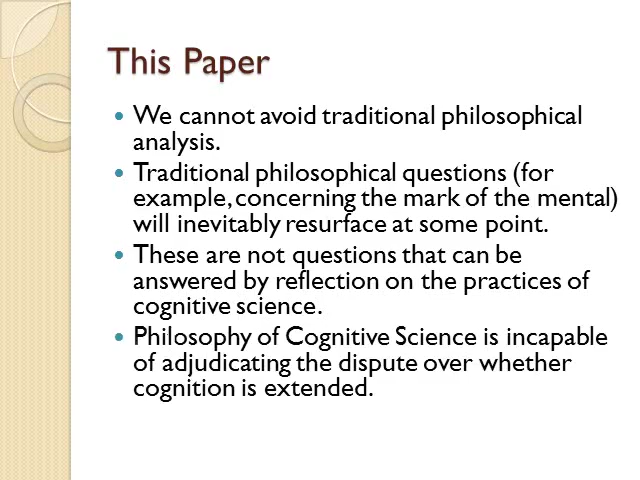 This Paper
• We cannot avoid traditional philosophical
analysis.
• Traditional philosophical questions (for
example, concerning the mark of the mental)
will inevitably resurface at some point.
• These are not questions that can be
answered by reflection on the practices of
cognitive science.
• Philosophy of Cognitive Science is incapable
of adjudicating the dispute over whether
cognition is extended.